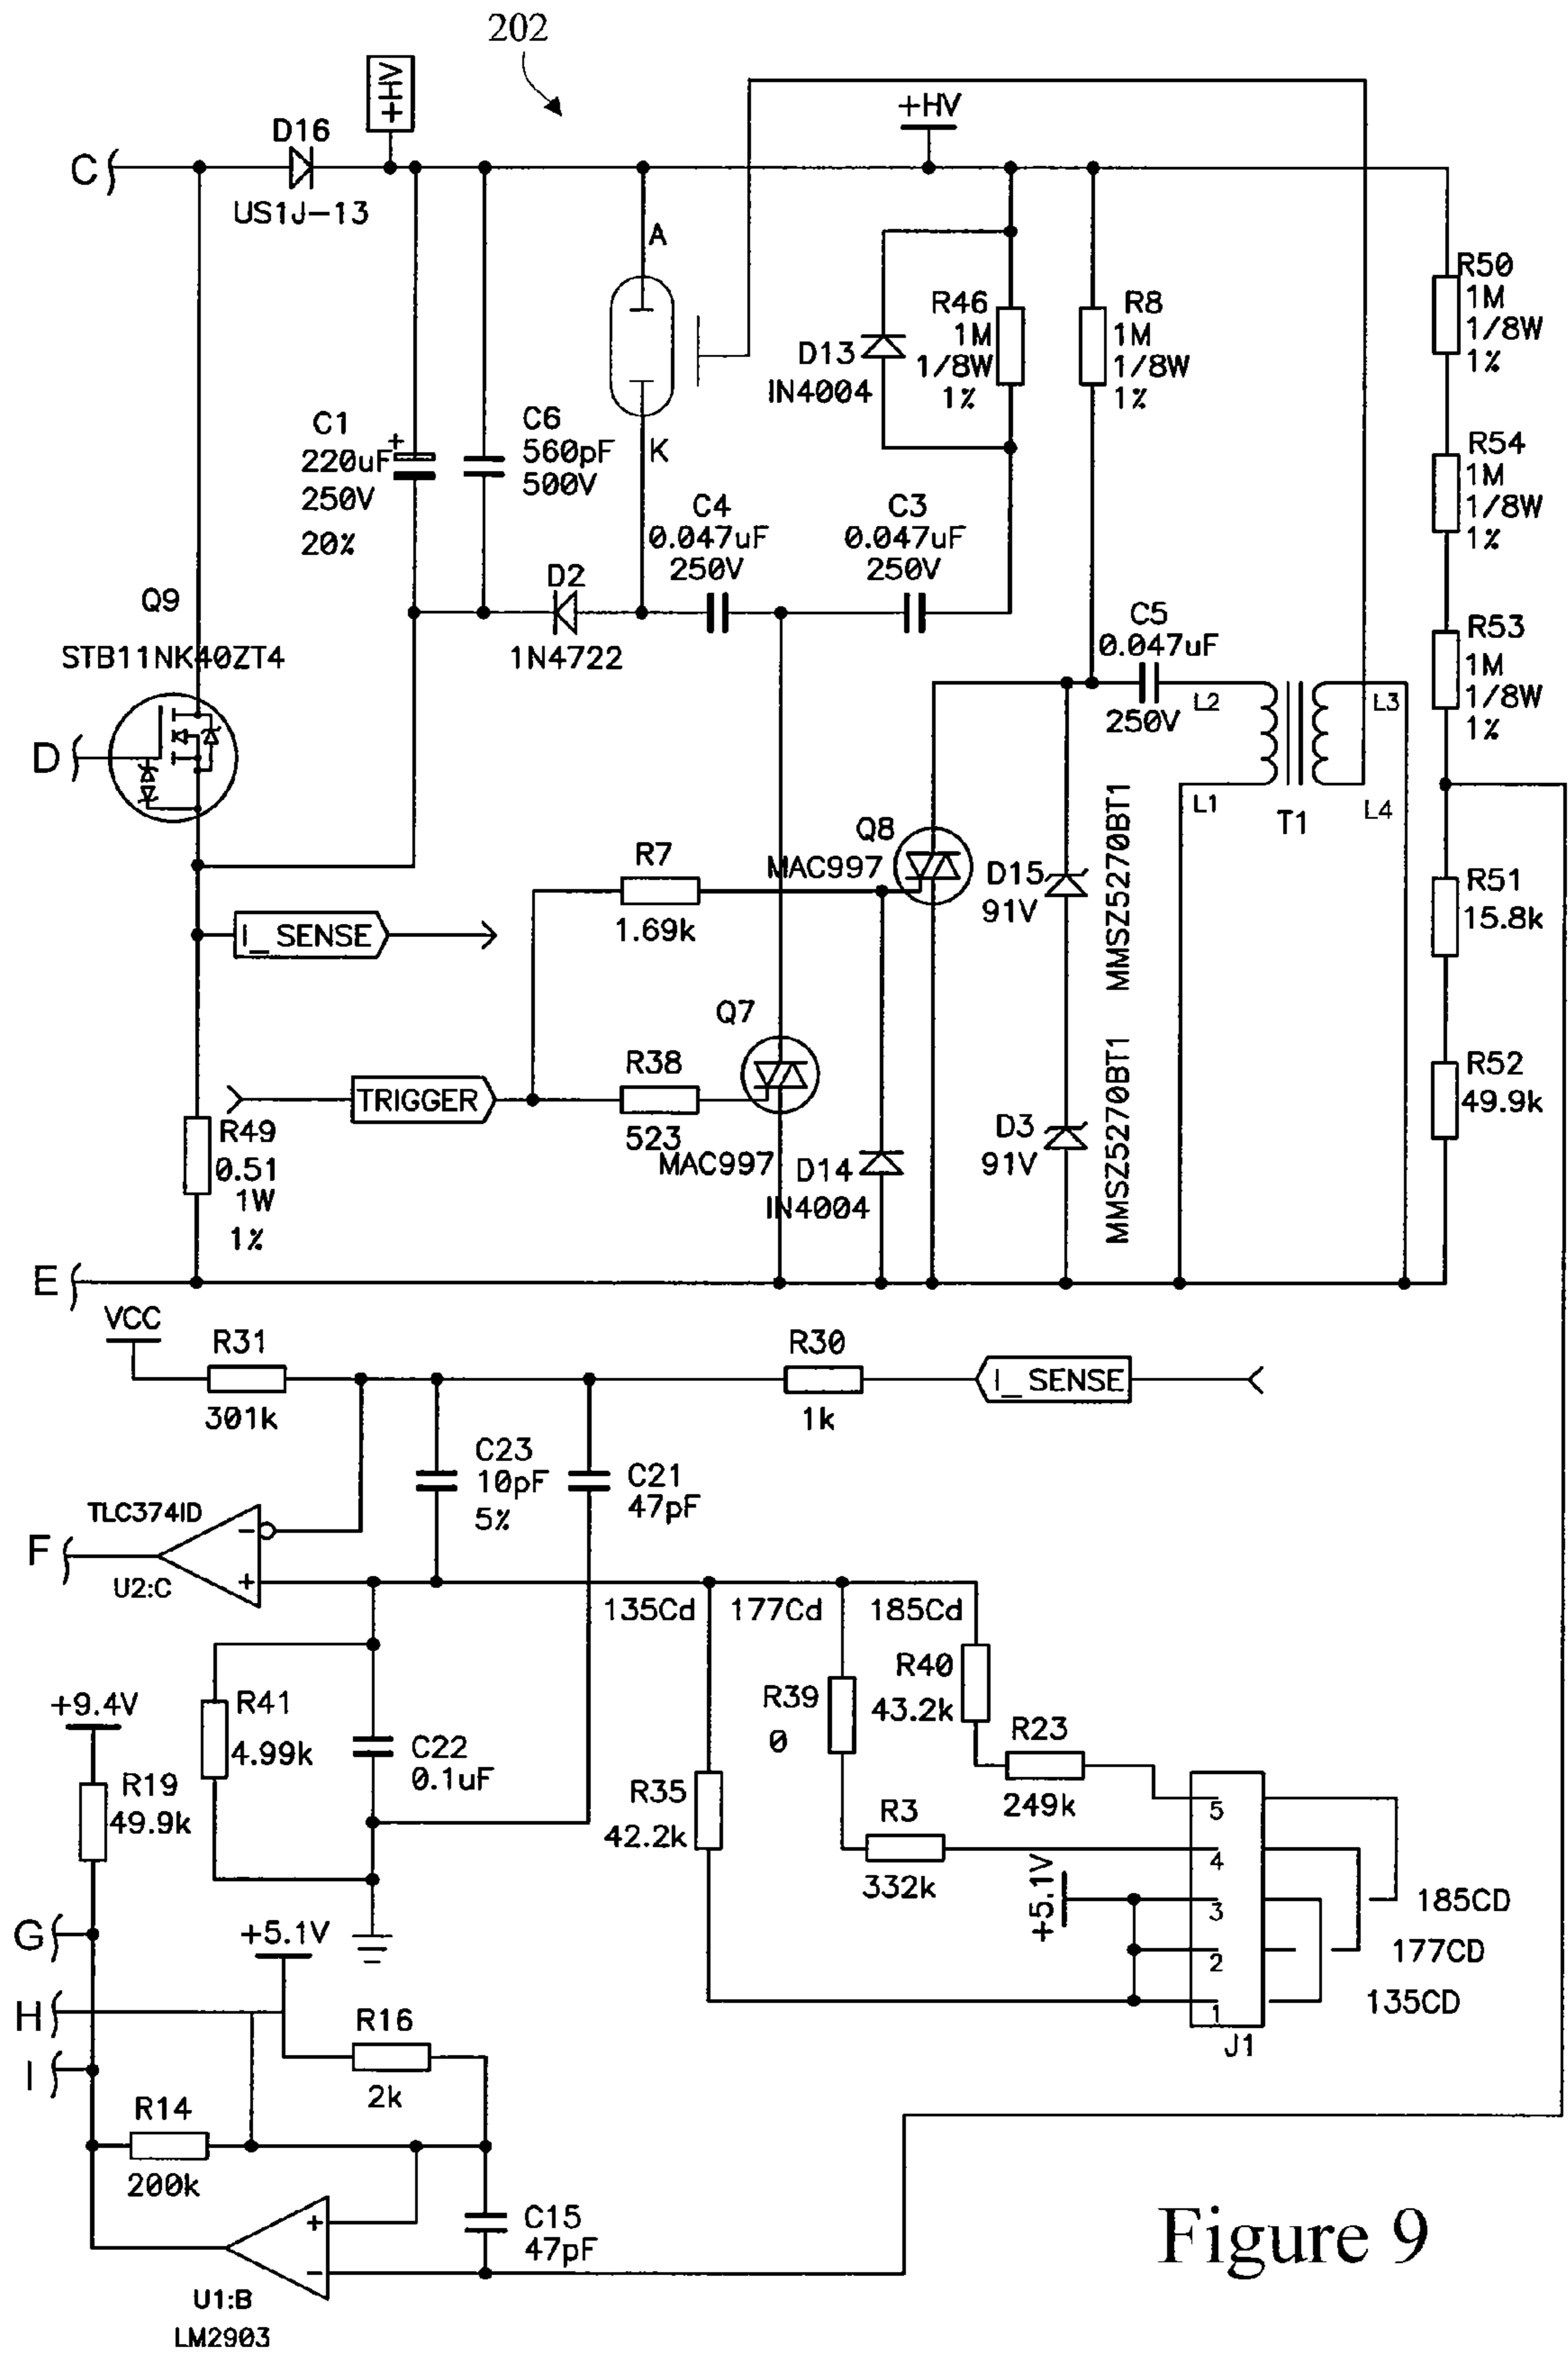 202
+HV
+HV
D16
C
US1J-13
A
R50
1M
1/8W
1%
R46
1M
1/8W
1%
R8
1M
1/8W
1%
D13
IN4004
C1
+
220uF
250V
20%
C6
560pF
500V
K
R54
1M
1/8W
1%
C4
0.047uF
250V
C3
0.047uF
250V
D2
1N4722
Q9
STB11NK40ZT4
C5
0.047uF
250V
R53
1M
1/8W
1%
L2
L3
D
L1
T1
L4
Q8
MAC997
R7
1.69k
D15
91V
MMSZ5270BT1
R51
15.8k
I_SENSE
Q7
MAC997
R38
523
TRIGGER
R49
0.51
1W
1%
D14
IN4004
D3
91V
MMSZ5270BT1
R52
49.9k
E
VCC
R31
301k
R30
1k
I_SENSE
C23
10pF
5%
C21
47pF
TLC374ID
-
F
+
U2:C
135Cd
177Cd
185Cd
R40
43.2k
R39
0
R41
4.99k
+9.4V
C22
0.1uF
R23
249k
R19
49.9k
R35
42.2k
R3
332k
5
4
3
2
1
+5.1V
185CD
177CD
135CD
J1
G
+5.1V
H
R16
2k
I
R14
200k
C15
47pF
+
-
U1:B
LM2903
Figure 9